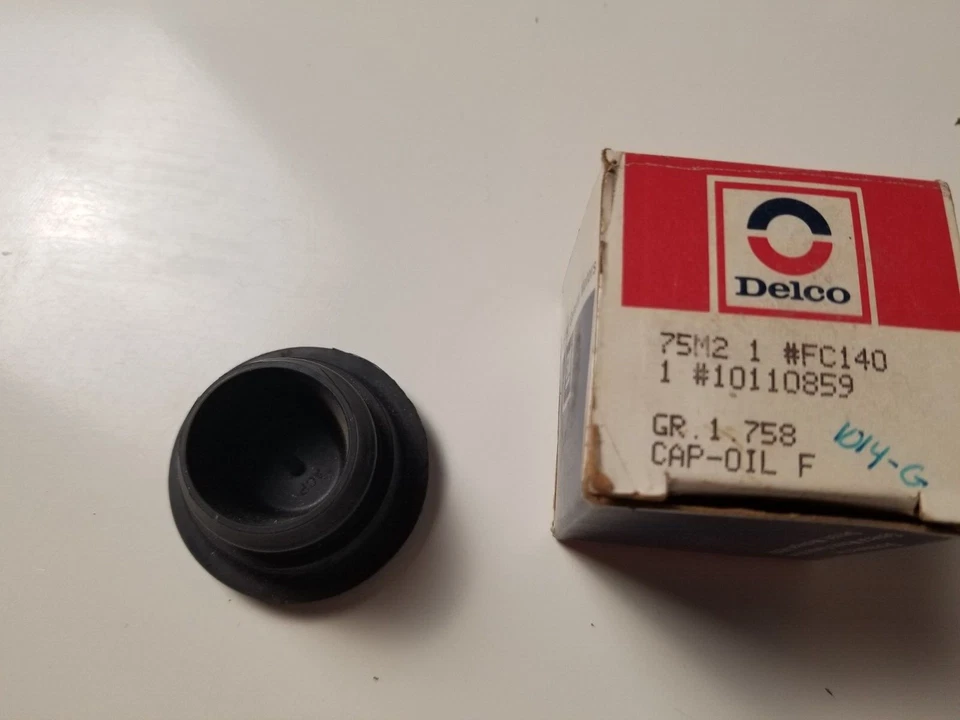 Delco
75M2 1 #FC140
1 #10110859
GR.1.758
CAP-OIL F
1014-G